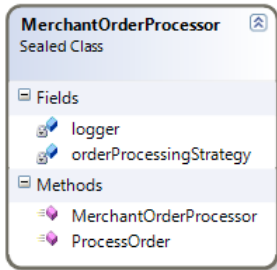 MerchantOrderProcessor
Sealed Class
Fields
logger
orderProcessingStrategy
Methods
MerchantOrderProcessor
ProcessOrder